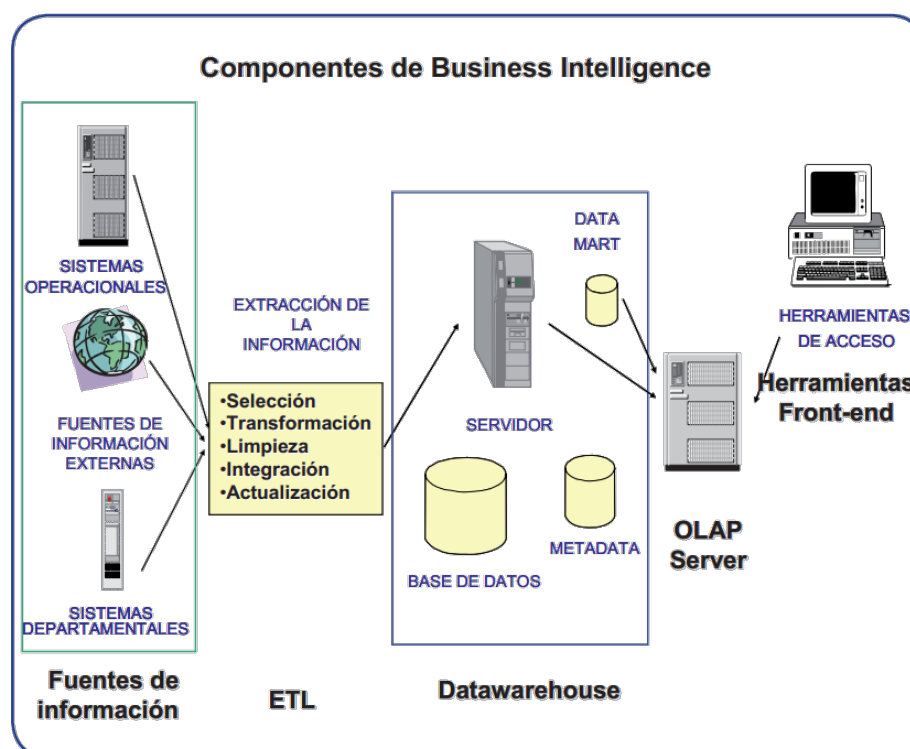 Componentes de Business Intelligence
SISTEMAS
OPERACIONALES
FUENTES DE
INFORMACIÓN
EXTERNAS
SISTEMAS
DEPARTAMENTALES
Fuentes de
información
EXTRACCIÓN DE
LA
INFORMACIÓN
•Selección
•Transformación
•Limpieza
•Integración
•Actualización
ETL
DATA
MART
SERVIDOR
BASE DE DATOS
METADATA
Datawarehouse
OLAP
Server
HERRAMIENTAS
DE ACCESO
Herramientas
Front-end